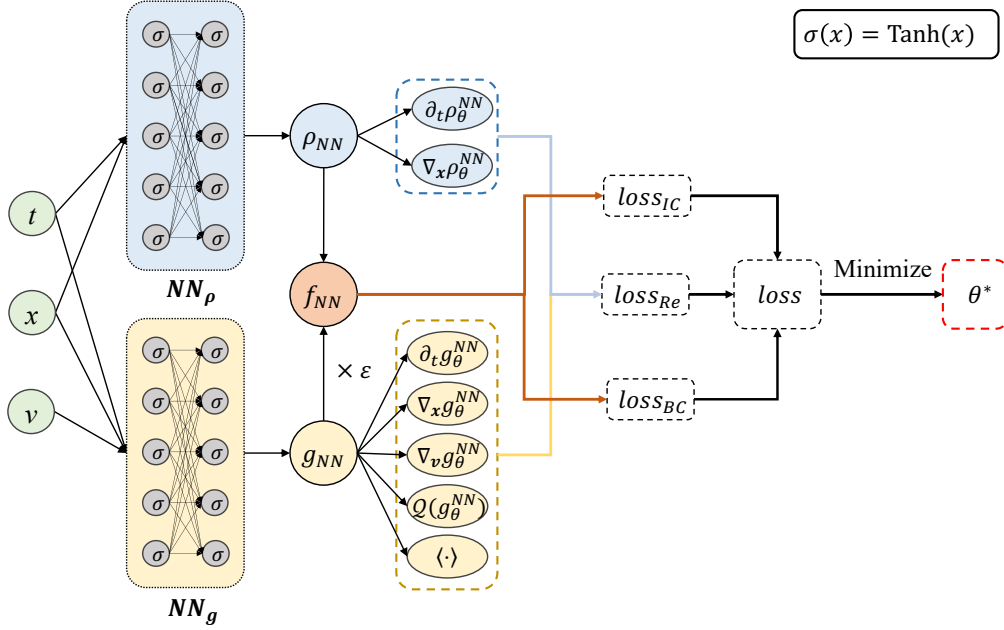 σ(x) = Tanh(x)
σ σ
σ σ
σ σ
σ σ
σ σ
NN_ρ
t
x
v
ρ_NN
∂_t ρ_θ^NN
∇_x ρ_θ^NN
f_NN
× ε
g_NN
σ σ
σ σ
σ σ
σ σ
σ σ
NN_g
∂_t g_θ^NN
∇_x g_θ^NN
∇_v g_θ^NN
Q(g_θ^NN)
⟨·⟩
loss_IC
loss_Re
loss_BC
loss
Minimize
θ*